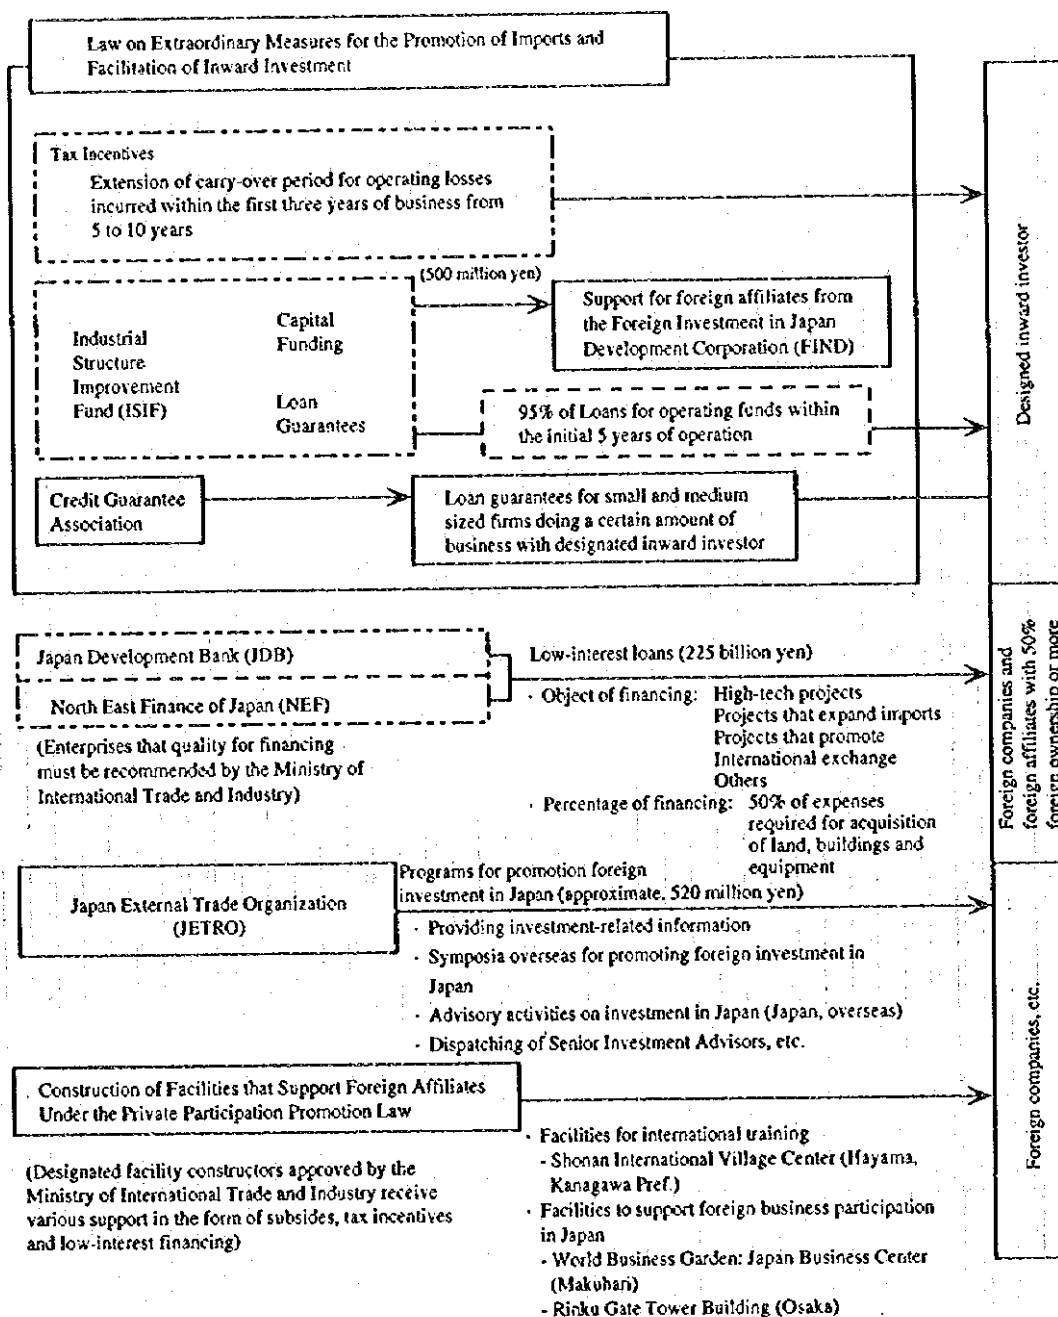 Law on Extraordinary Measures for the Promotion of Imports and
Facilitation of Inward Investment
Tax Incentives
Extension of carry-over period for operating losses
incurred within the first three years of business from
5 to 10 years
(500 million yen)
Industrial
Structure
Improvement
Fund (ISIF)
Capital
Funding
Loan
Guarantees
Support for foreign affiliates from
the Foreign Investment in Japan
Development Corporation (FIND)
95% of Loans for operating funds within
the initial 5 years of operation
Credit Guarantee
Association
Loan guarantees for small and medium
sized firms doing a certain amount of
business with designated inward investor
Designed inward investor
Japan Development Bank (JDB)
North East Finance of Japan (NEF)
(Enterprises that quality for financing
must be recommended by the Ministry of
International Trade and Industry)
Low-interest loans (225 billion yen)
· Object of financing: High-tech projects
Projects that expand imports
Projects that promote
International exchange
Others
· Percentage of financing: 50% of expenses
required for acquisition
of land, buildings and
equipment
Foreign companies and
foreign affiliates with 50%
foreign ownership or more
Japan External Trade Organization
(JETRO)
Programs for promotion foreign
investment in Japan (approximate. 520 million yen)
· Providing investment-related information
· Symposia overseas for promoting foreign investment in
Japan
· Advisory activities on investment in Japan (Japan, overseas)
· Dispatching of Senior Investment Advisors, etc.
Construction of Facilities that Support Foreign Affiliates
Under the Private Participation Promotion Law
(Designated facility constructors approved by the
Ministry of International Trade and Industry receive
various support in the form of subsides, tax incentives
and low-interest financing)
· Facilities for international training
- Shonan International Village Center (Hayama,
Kanagawa Pref.)
· Facilities to support foreign business participation
in Japan
- World Business Garden: Japan Business Center
(Makuhari)
- Rinku Gate Tower Building (Osaka)
Foreign companies, etc.